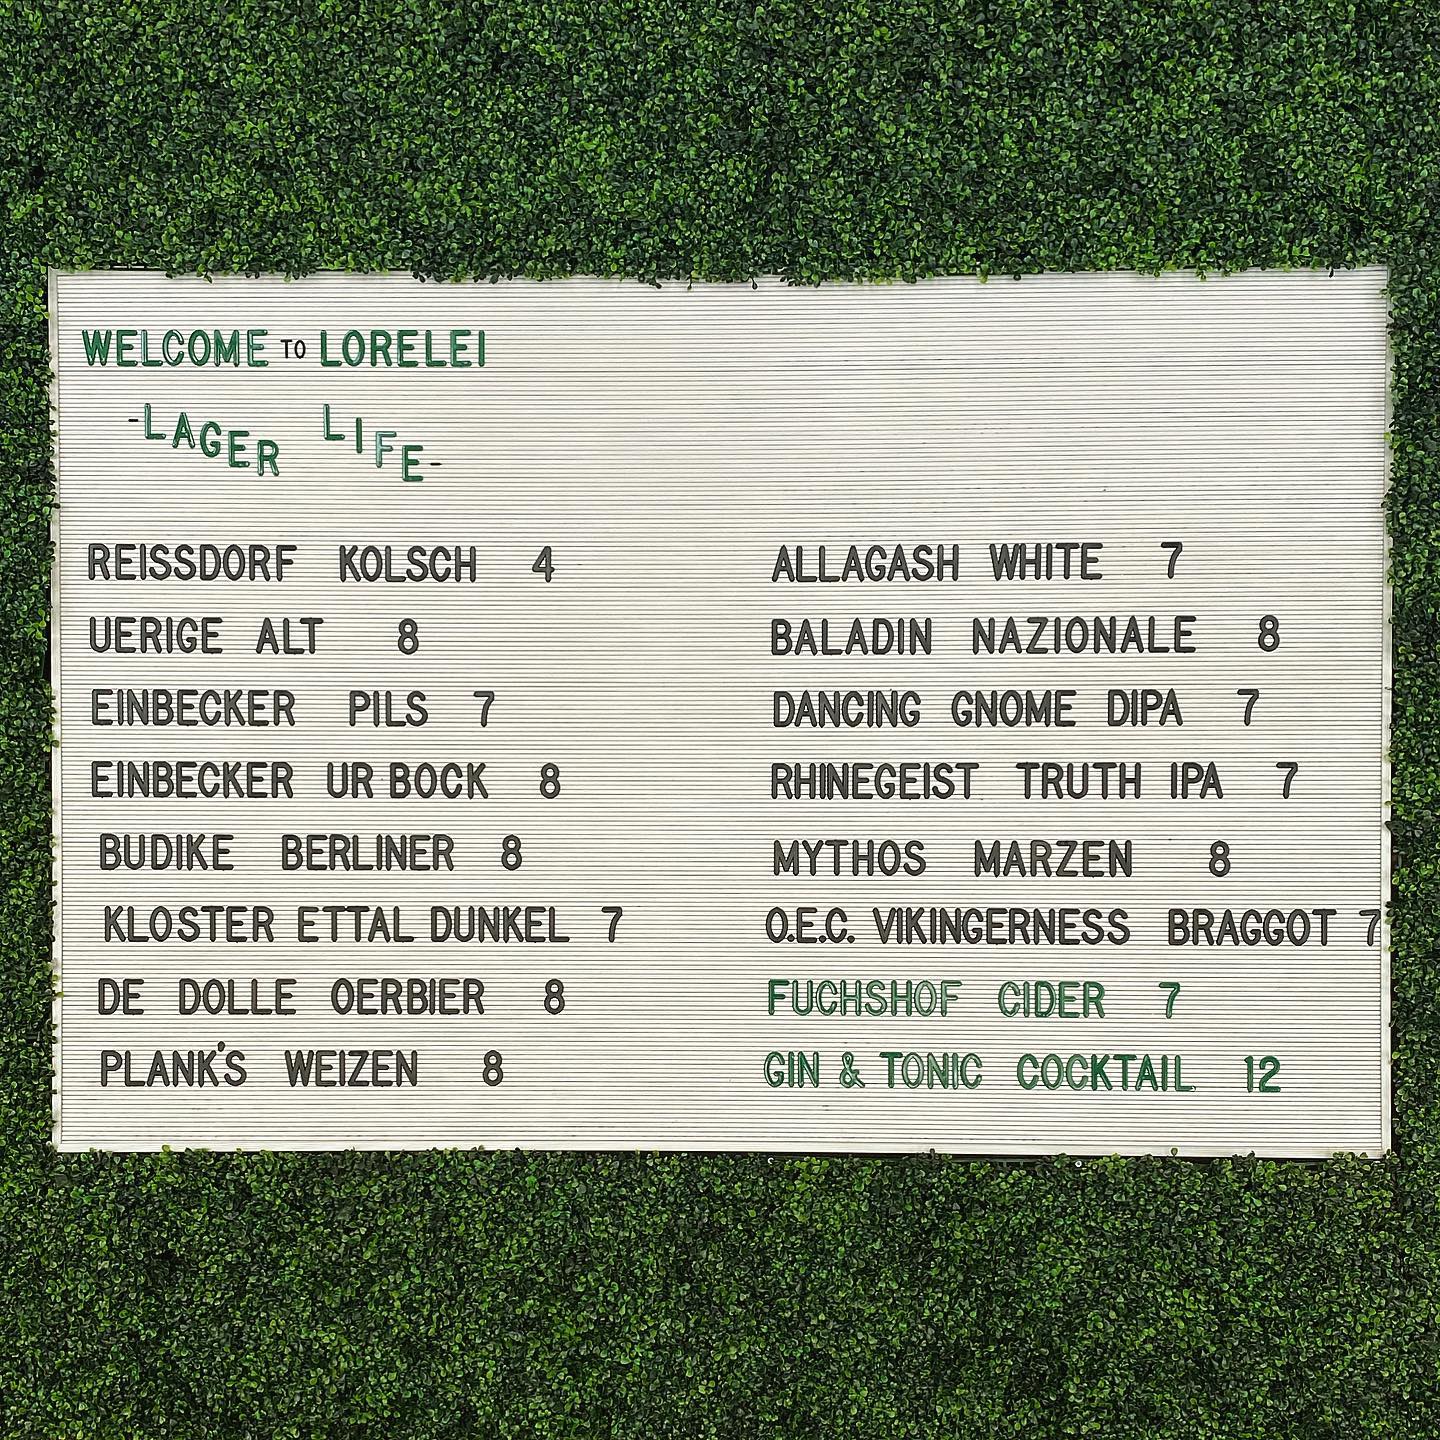 WELCOME TO LORELEI
-LAGER LIFE-
REISSDORF KOLSCH 4
UERIGE ALT 8
EINBECKER PILS 7
EINBECKER UR BOCK 8
BUDIKE BERLINER 8
KLOSTER ETTAL DUNKEL 7
DE DOLLE OERBIER 8
PLANK'S WEIZEN 8
ALLAGASH WHITE 7
BALADIN NAZIONALE 8
DANCING GNOME DIPA 7
RHINEGEIST TRUTH IPA 7
MYTHOS MARZEN 8
O.E.C. VIKINGERNESS BRAGGOT 7
FUCHSHOF CIDER 7
GIN & TONIC COCKTAIL 12